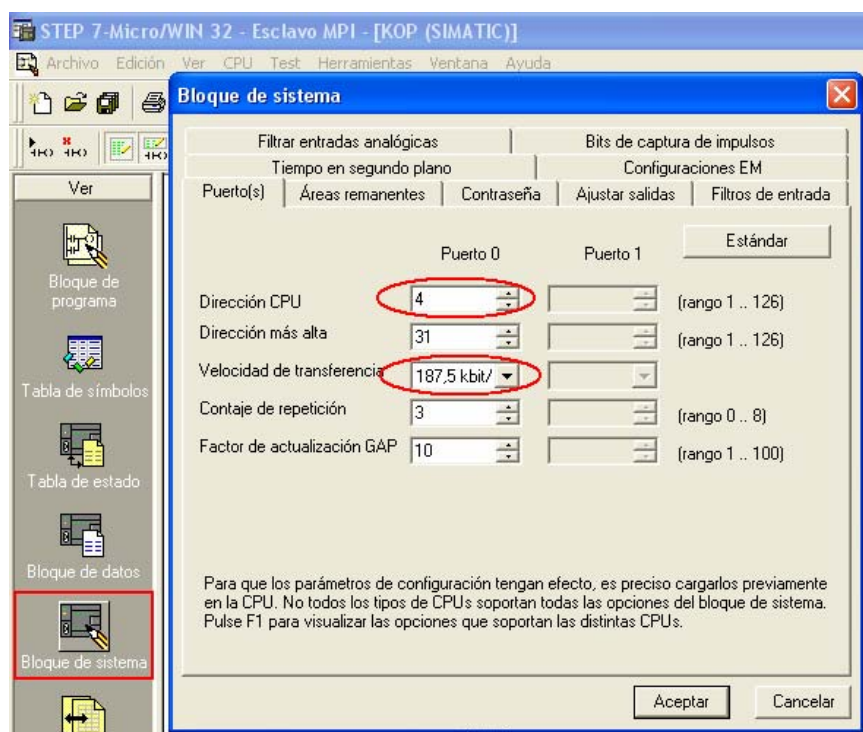 STEP 7-Micro/WIN 32 - Esclavo MPI - [KOP (SIMATIC)]
Archivo Edición Ver CPU Test Herramientas Ventana Ayuda
Bloque de sistema
Filtrar entradas analógicas
Bits de captura de impulsos
Tiempo en segundo plano
Configuraciones EM
Puerto(s)
Áreas remanentes
Contraseña
Ajustar salidas
Filtros de entrada
Ver
Bloque de
programa
Tabla de símbolos
Tabla de estado
Bloque de datos
Bloque de sistema
Puerto 0
Puerto 1
Estándar
Dirección CPU 4 (rango 1 .. 126)
Dirección más alta 31 (rango 1 .. 126)
Velocidad de transferencia 187,5 kbit/
Contaje de repetición 3 (rango 0 .. 8)
Factor de actualización GAP 10 (rango 1 .. 100)
Para que los parámetros de configuración tengan efecto, es preciso cargarlos previamente
en la CPU. No todos los tipos de CPUs soportan todas las opciones del bloque de sistema.
Pulse F1 para visualizar las opciones que soportan las distintas CPUs.
Aceptar
Cancelar